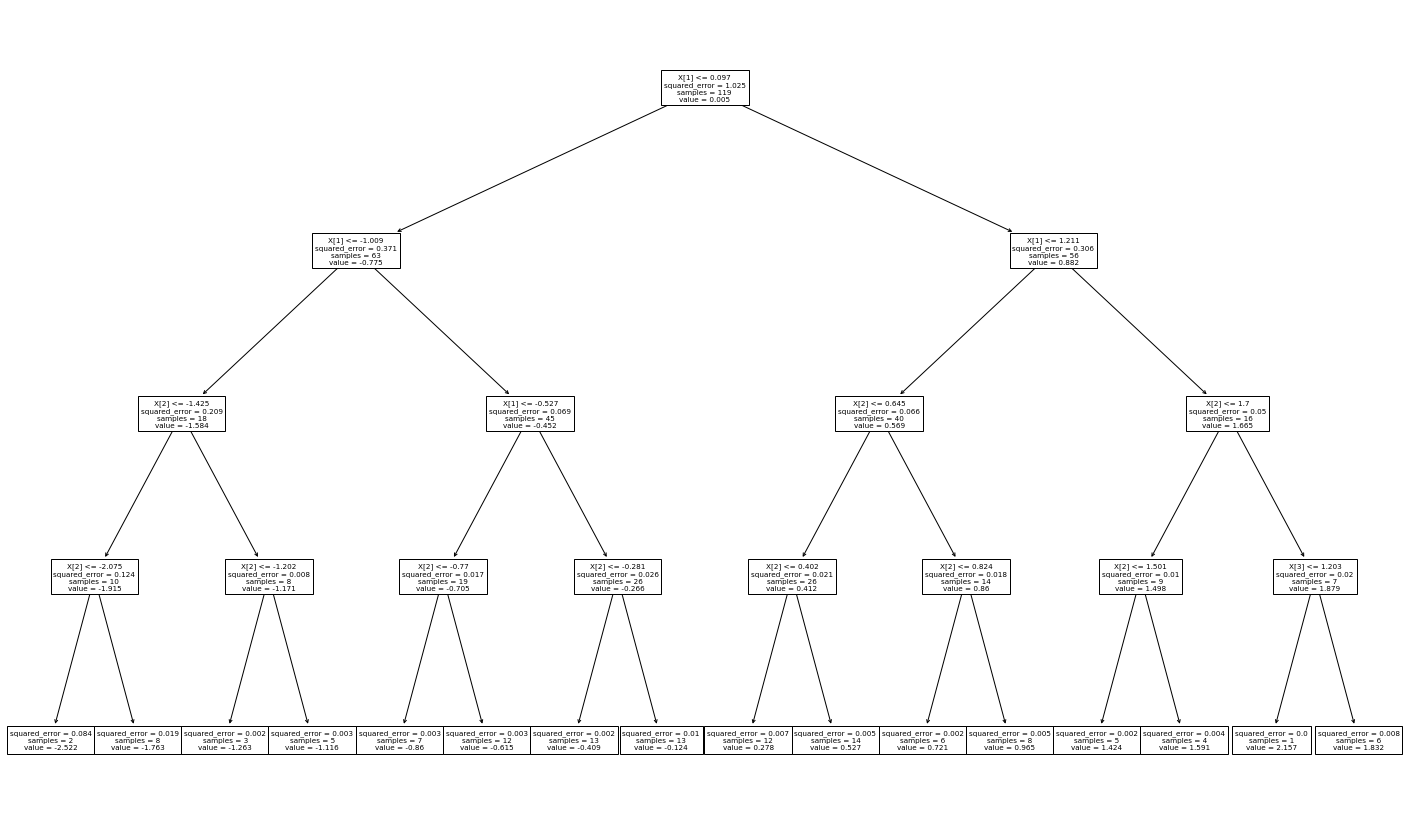 X[1] <= 0.097
squared_error = 1.025
samples = 119
value = 0.005
X[1] <= -1.009
squared_error = 0.371
samples = 63
value = -0.775
X[1] <= 1.211
squared_error = 0.306
samples = 56
value = 0.882
X[2] <= -1.425
squared_error = 0.209
samples = 18
value = -1.584
X[1] <= -0.527
squared_error = 0.069
samples = 45
value = -0.452
X[2] <= 0.645
squared_error = 0.066
samples = 40
value = 0.569
X[2] <= 1.7
squared_error = 0.05
samples = 16
value = 1.665
X[2] <= -2.075
squared_error = 0.124
samples = 10
value = -1.915
X[2] <= -1.202
squared_error = 0.008
samples = 8
value = -1.171
X[2] <= -0.77
squared_error = 0.017
samples = 19
value = -0.705
X[2] <= -0.281
squared_error = 0.026
samples = 26
value = -0.266
X[2] <= 0.402
squared_error = 0.021
samples = 26
value = 0.412
X[2] <= 0.824
squared_error = 0.018
samples = 14
value = 0.86
X[2] <= 1.501
squared_error = 0.01
samples = 9
value = 1.498
X[3] <= 1.203
squared_error = 0.02
samples = 7
value = 1.879
squared_error = 0.084
samples = 2
value = -2.522
squared_error = 0.019
samples = 8
value = -1.763
squared_error = 0.002
samples = 3
value = -1.263
squared_error = 0.003
samples = 5
value = -1.116
squared_error = 0.003
samples = 7
value = -0.86
squared_error = 0.003
samples = 12
value = -0.615
squared_error = 0.002
samples = 13
value = -0.409
squared_error = 0.01
samples = 13
value = -0.124
squared_error = 0.007
samples = 12
value = 0.278
squared_error = 0.005
samples = 14
value = 0.527
squared_error = 0.002
samples = 6
value = 0.721
squared_error = 0.005
samples = 8
value = 0.965
squared_error = 0.002
samples = 5
value = 1.424
squared_error = 0.004
samples = 4
value = 1.591
squared_error = 0.0
samples = 1
value = 2.157
squared_error = 0.008
samples = 6
value = 1.832